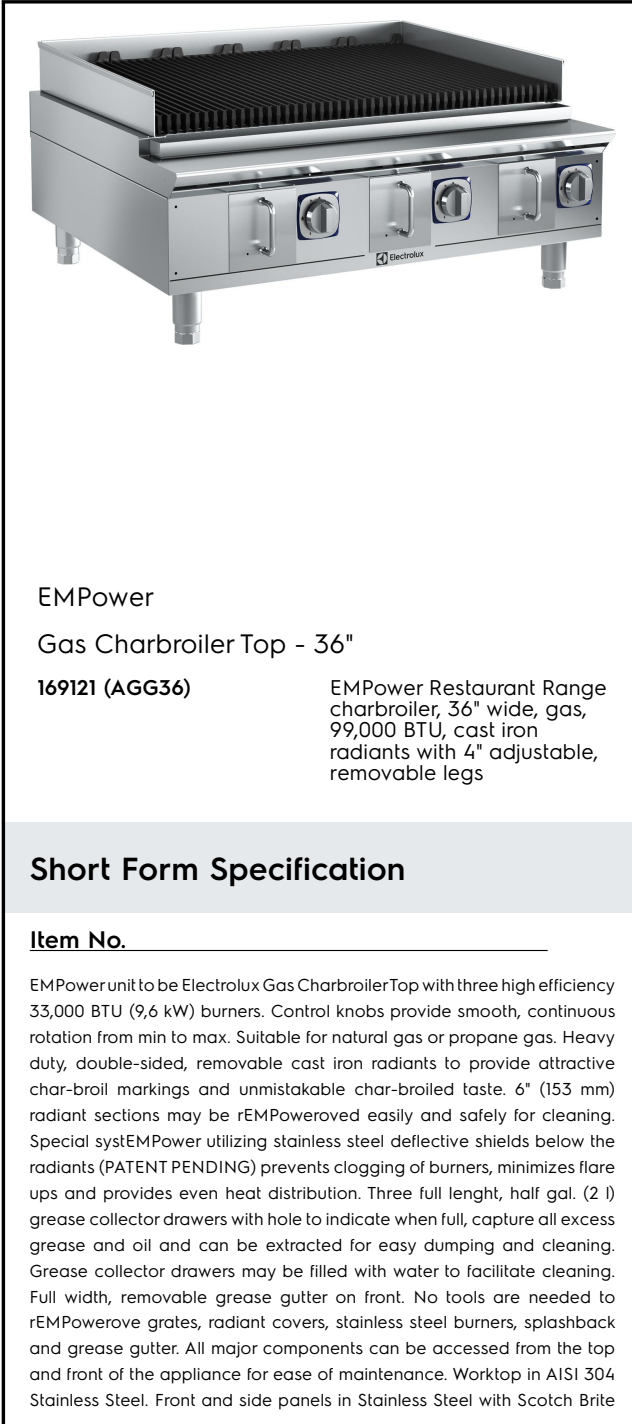 Electrolux
EMPower
Gas Charbroiler Top - 36"
169121 (AGG36)
EMPower Restaurant Range
charbroiler, 36" wide, gas,
99,000 BTU, cast iron
radiants with 4" adjustable,
removable legs
Short Form Specification
Item No.
EMPower unit to be Electrolux Gas Charbroiler Top with three high efficiency
33,000 BTU (9,6 kW) burners. Control knobs provide smooth, continuous
rotation from min to max. Suitable for natural gas or propane gas. Heavy
duty, double-sided, removable cast iron radiants to provide attractive
char-broil markings and unmistakable char-broiled taste. 6" (153 mm)
radiant sections may be rEMPoweroved easily and safely for cleaning.
Special systEMPower utilizing stainless steel deflective shields below the
radiants (PATENT PENDING) prevents clogging of burners, minimizes flare
ups and provides even heat distribution. Three full lenght, half gal. (2 l)
grease collector drawers with hole to indicate when full, capture all excess
grease and oil and can be extracted for easy dumping and cleaning.
Grease collector drawers may be filled with water to facilitate cleaning.
Full width, removable grease gutter on front. No tools are needed to
rEMPowerove grates, radiant covers, stainless steel burners, splashback
and grease gutter. All major components can be accessed from the top
and front of the appliance for ease of maintenance. Worktop in AISI 304
Stainless Steel. Front and side panels in Stainless Steel with Scotch Brite